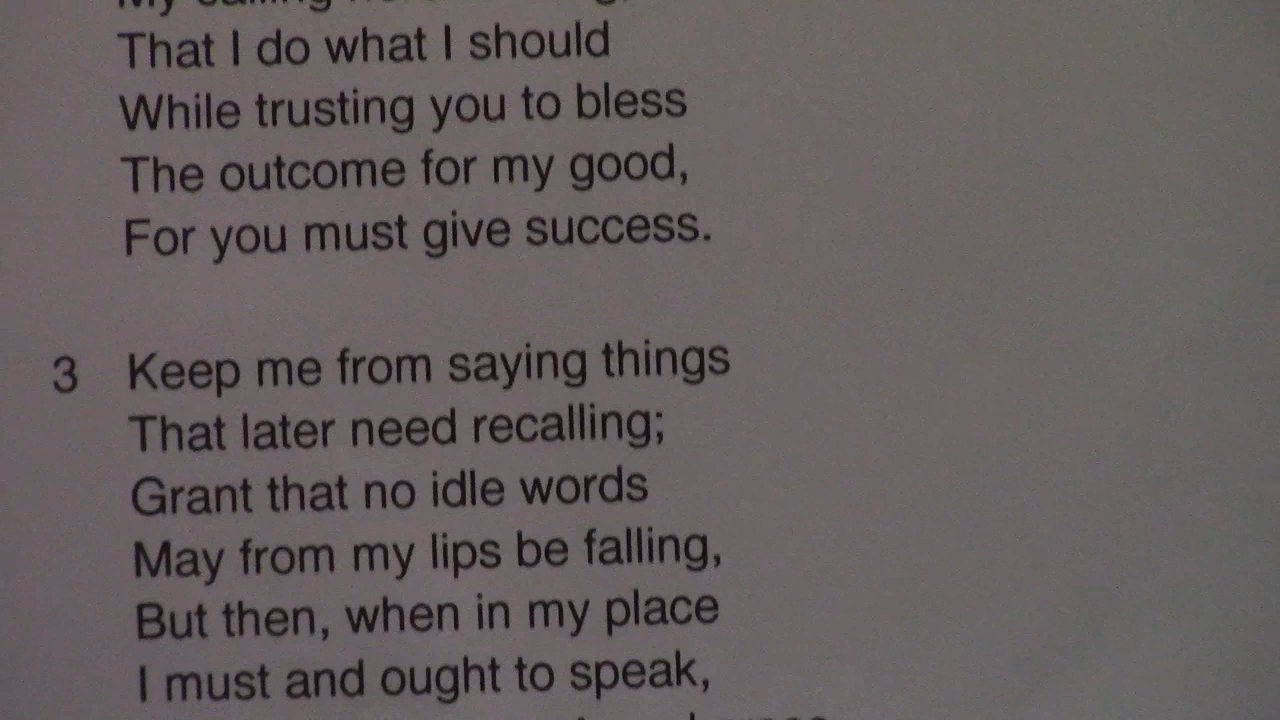 My
That I do what I should
While trusting you to bless
The outcome for my good,
For you must give success.
3 Keep me from saying things
That later need recalling;
Grant that no idle words
May from my lips be falling,
But then, when in my place
I must and ought to speak,